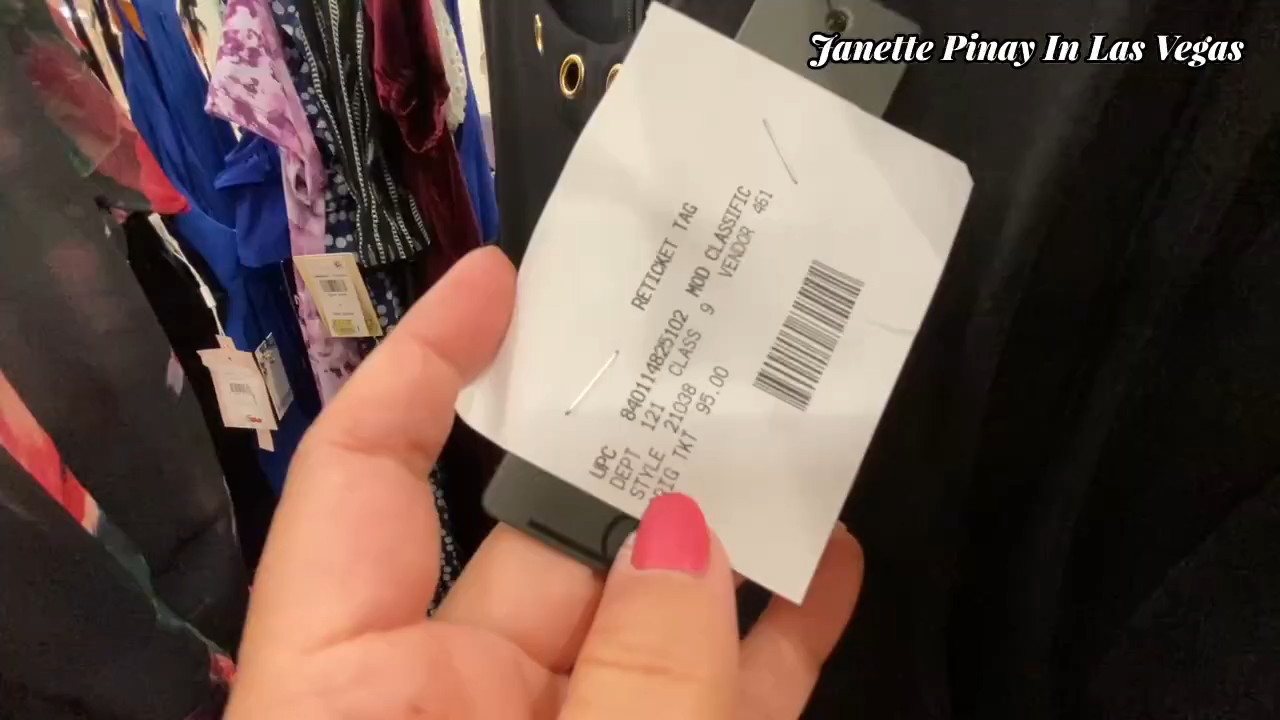 Janette Pinay In Las Vegas
RETICKET TAG
UPC 840114825102 MOD CLASSIFIC
DEPT 121 CLASS 9 VENDOR 461
STYLE 21038
RIG TKT 95.00